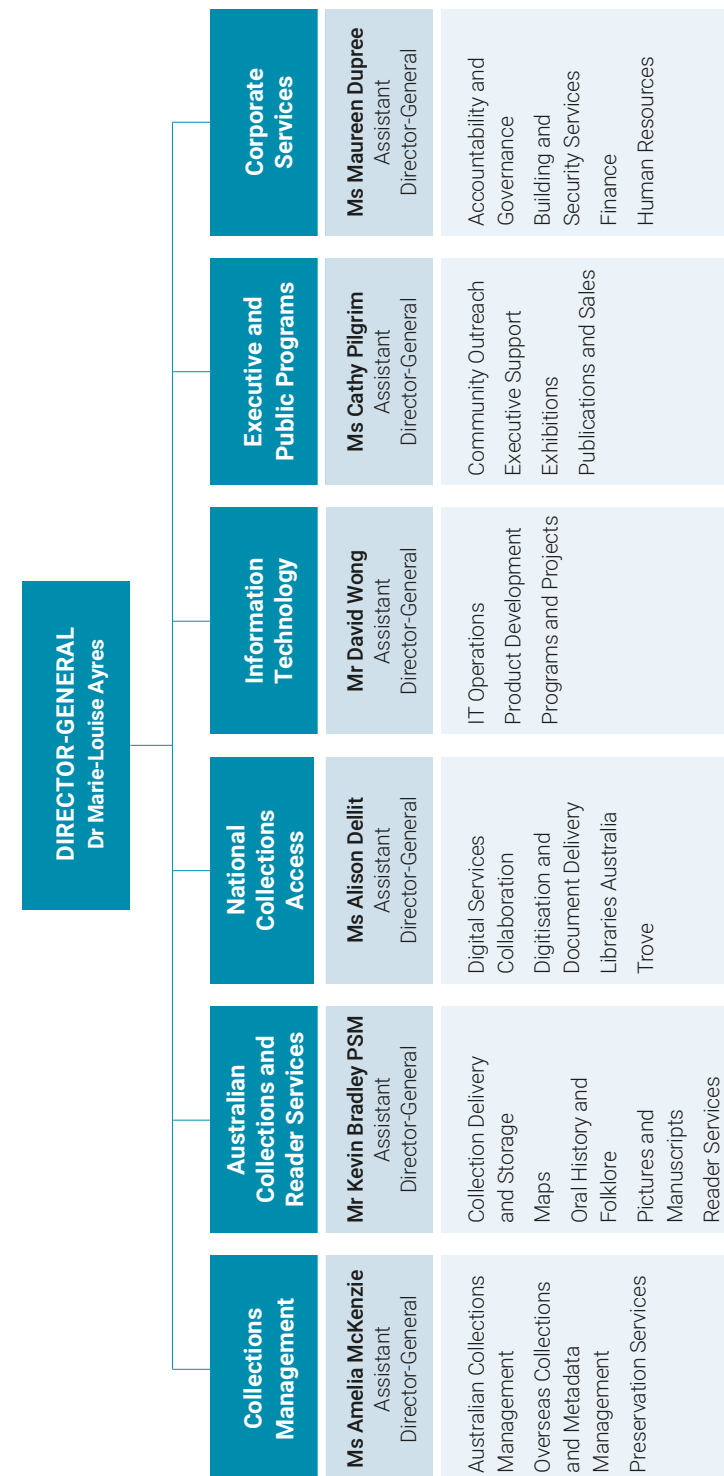 DIRECTOR-GENERAL
Dr Marie-Louise Ayres
Collections
Management
Ms Amelia McKenzie
Assistant
Director-General
Australian Collections
Management
Overseas Collections
and Metadata
Management
Preservation Services
Australian
Collections and
Reader Services
Mr Kevin Bradley PSM
Assistant
Director-General
Collection Delivery
and Storage
Maps
Oral History and
Folklore
Pictures and
Manuscripts
Reader Services
National
Collections
Access
Ms Alison Dellit
Assistant
Director-General
Digital Services
Collaboration
Digitisation and
Document Delivery
Libraries Australia
Trove
Information
Technology
Mr David Wong
Assistant
Director-General
IT Operations
Product Development
Programs and Projects
Executive and
Public Programs
Ms Cathy Pilgrim
Assistant
Director-General
Community Outreach
Executive Support
Exhibitions
Publications and Sales
Corporate
Services
Ms Maureen Dupree
Assistant
Director-General
Accountability and
Governance
Building and
Security Services
Finance
Human Resources